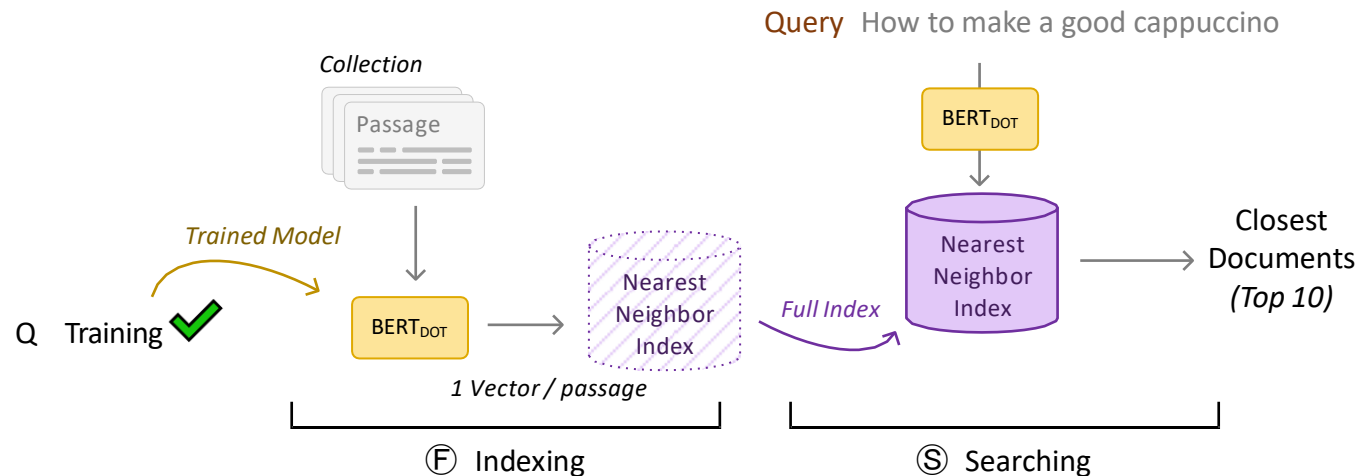 Query How to make a good cappuccino
Collection
Passage
BERTDOT
Trained Model
Q Training
BERTDOT
1 Vector / passage
Nearest
Neighbor
Index
Full Index
Nearest
Neighbor
Index
Closest
Documents
(Top 10)
Ⓕ Indexing
Ⓢ Searching